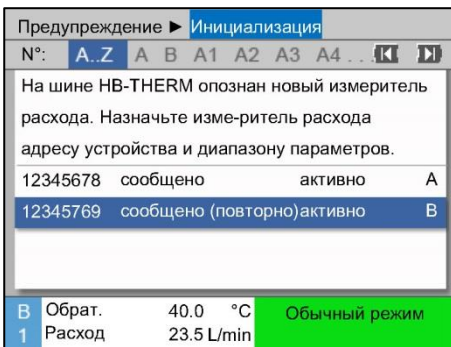 Предупреждение ► Инициализация
N°: A..Z A B A1 A2 A3 A4 . .
На шине HB-THERM опознан новый измеритель
расхода. Назначьте изме-ритель расхода
адресу устройства и диапазону параметров.
12345678 сообщено активно A
12345769 сообщено (повторно) активно B
B Обрат. 40.0 °C Обычный режим
1 Расход 23.5 L/min